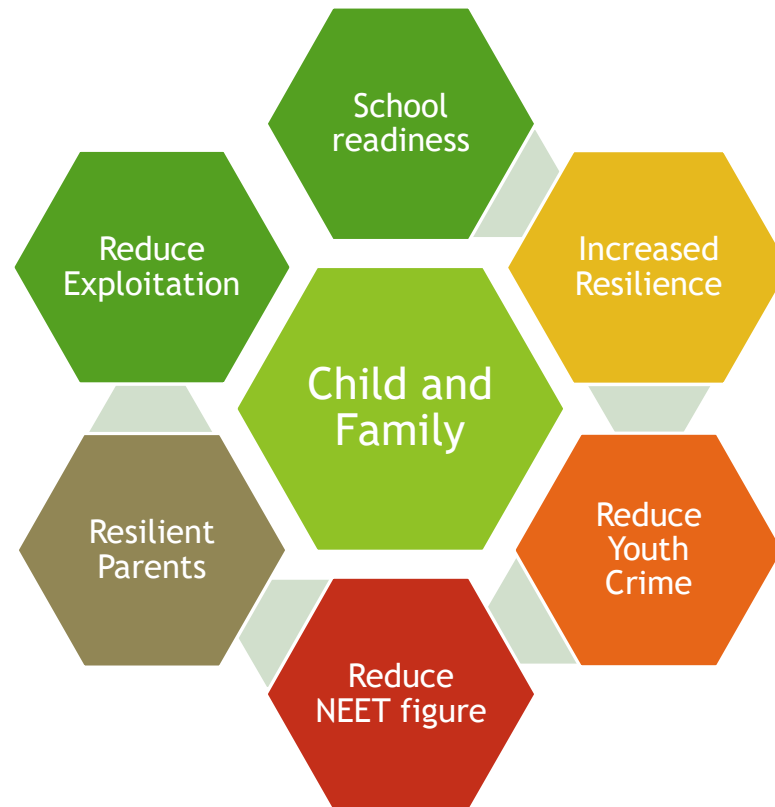 School
readiness
Increased
Resilience
Reduce
Youth
Crime
Reduce
NEET figure
Resilient
Parents
Reduce
Exploitation
Child and
Family